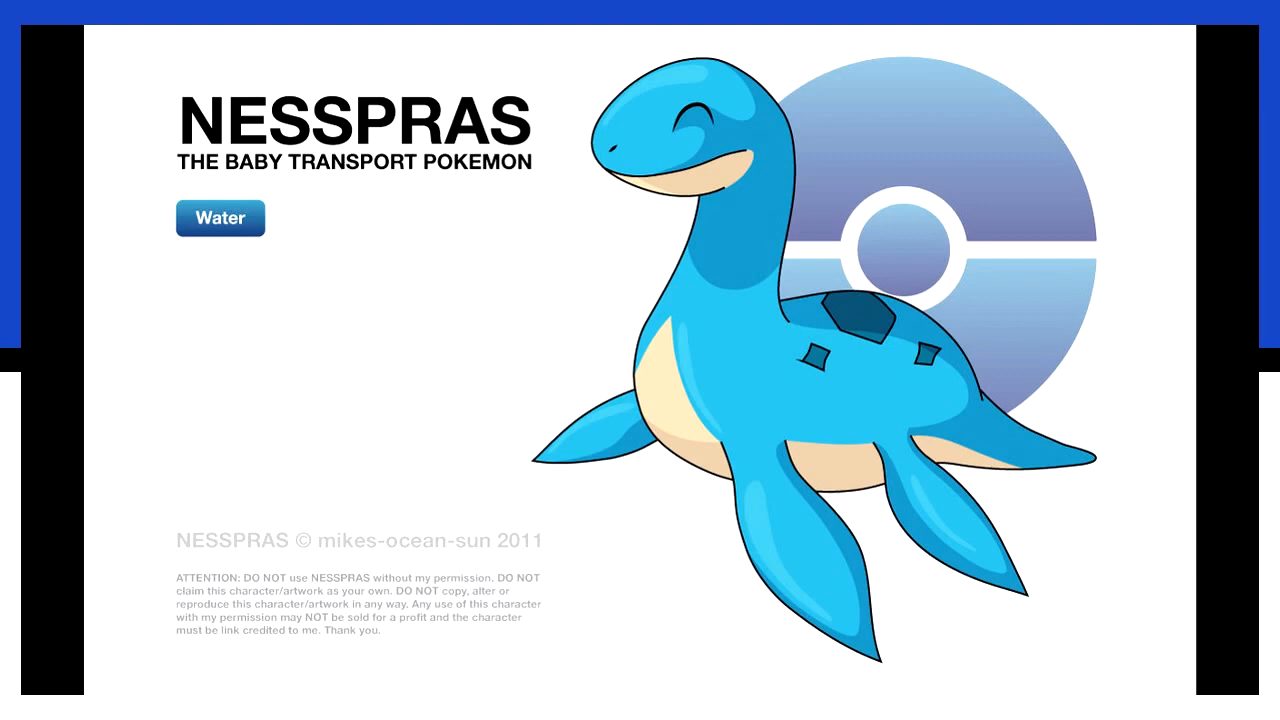 NESSPRAS
THE BABY TRANSPORT POKEMON
Water
NESSPRAS © mikes-ocean-sun 2011
ATTENTION: DO NOT use NESSPRAS without my permission. DO NOT
claim this character/artwork as your own. DO NOT copy, alter or
reproduce this character/artwork in any way. Any use of this character
with my permission may NOT be sold for a profit and the character
must be link credited to me. Thank you.